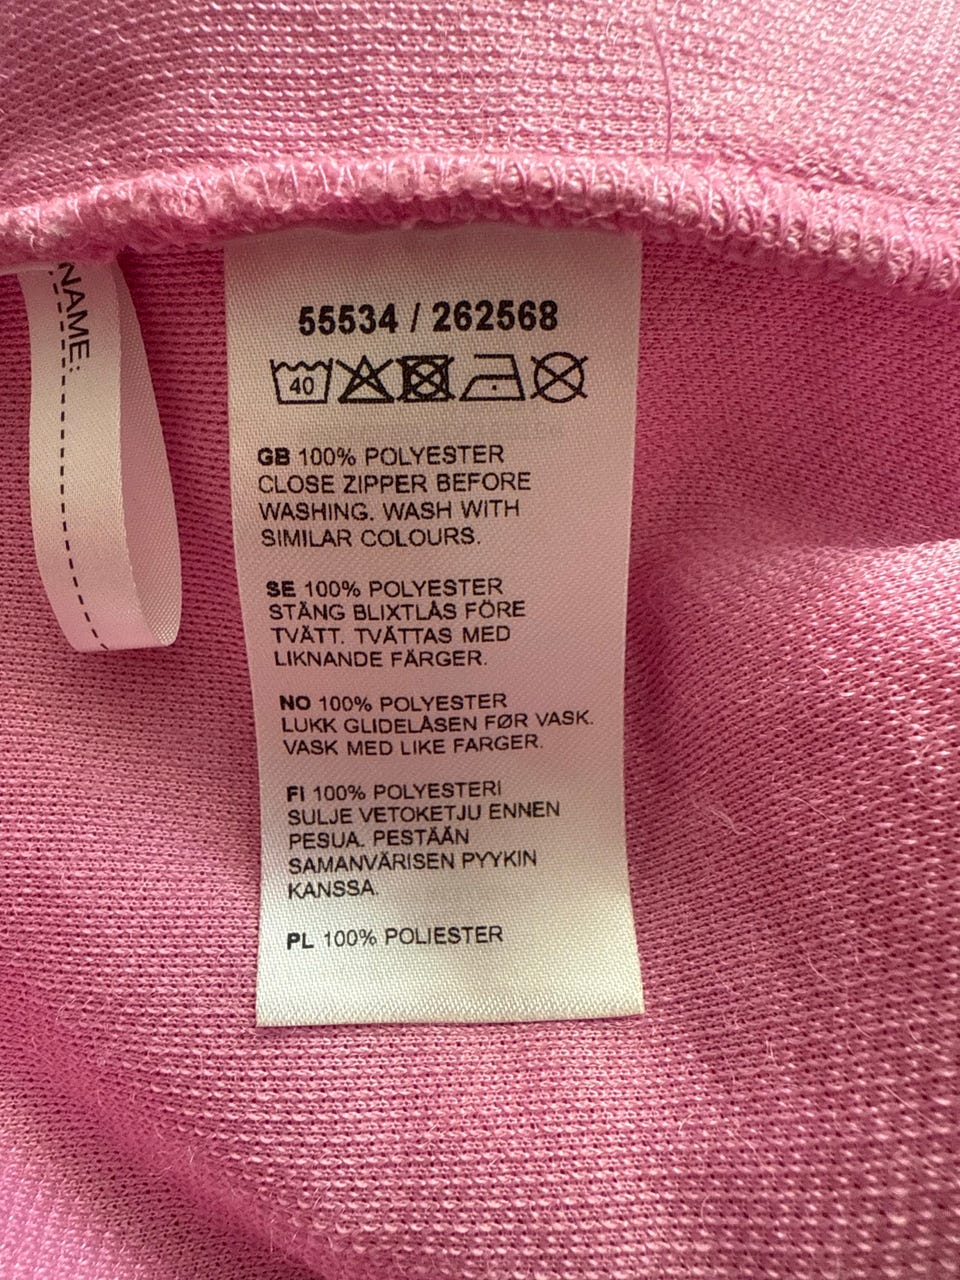 NAME:
55534 / 262568
40
GB 100% POLYESTER
CLOSE ZIPPER BEFORE
WASHING. WASH WITH
SIMILAR COLOURS.
SE 100% POLYESTER
STÄNG BLIXTLÅS FÖRE
TVÄTT. TVÄTTAS MED
LIKNANDE FÄRGER.
NO 100% POLYESTER
LUKK GLIDELÅSEN FØR VASK.
VASK MED LIKE FARGER.
FI 100% POLYESTERI
SULJE VETOKETJU ENNEN
PESUA. PESTÄÄN
SAMANVÄRISEN PYYKIN
KANSSA.
PL 100% POLIESTER